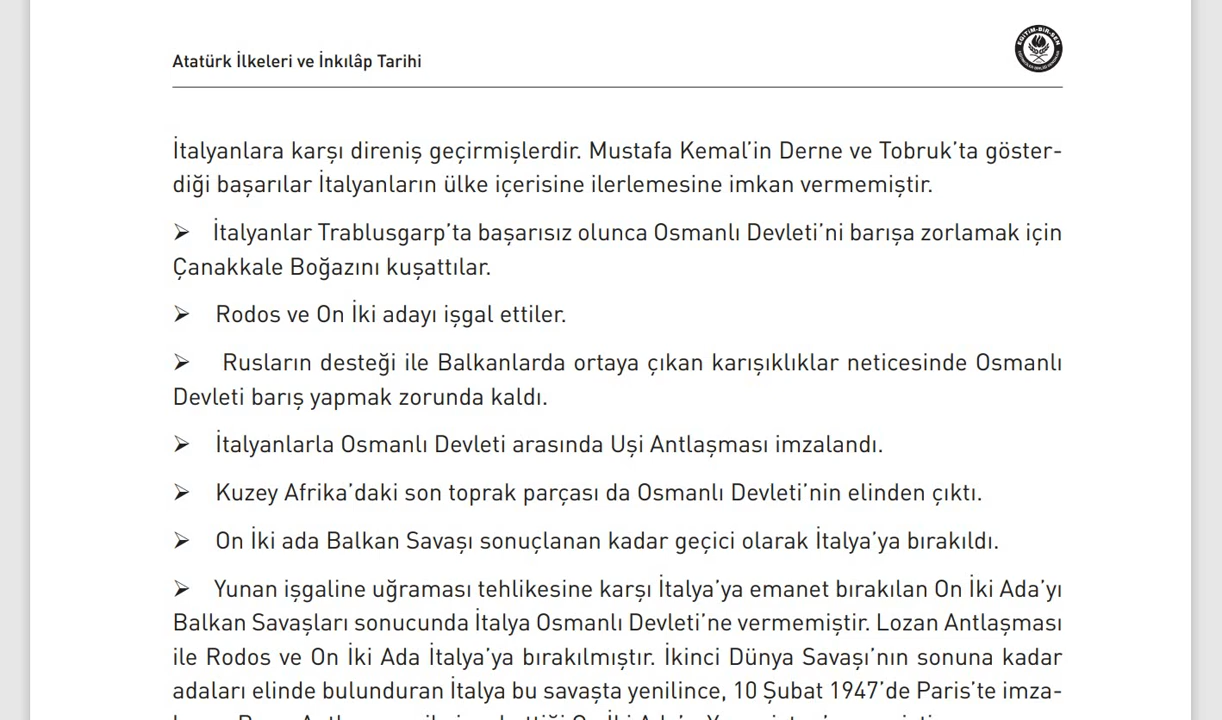 Atatürk İlkeleri ve İnkılâp Tarihi
EĞİTİM-BİR-SEN
İtalyanlara karşı direniş geçirmişlerdir. Mustafa Kemal’in Derne ve Tobruk’ta göster-
diği başarılar İtalyanların ülke içerisine ilerlemesine imkan vermemiştir.
➢ İtalyanlar Trablusgarp’ta başarısız olunca Osmanlı Devleti’ni barışa zorlamak için
Çanakkale Boğazını kuşattılar.
➢ Rodos ve On İki adayı işgal ettiler.
➢ Rusların desteği ile Balkanlarda ortaya çıkan karışıklıklar neticesinde Osmanlı
Devleti barış yapmak zorunda kaldı.
➢ İtalyanlarla Osmanlı Devleti arasında Uşi Antlaşması imzalandı.
➢ Kuzey Afrika’daki son toprak parçası da Osmanlı Devleti’nin elinden çıktı.
➢ On İki ada Balkan Savaşı sonuçlanan kadar geçici olarak İtalya’ya bırakıldı.
➢ Yunan işgaline uğraması tehlikesine karşı İtalya’ya emanet bırakılan On İki Ada’yı
Balkan Savaşları sonucunda İtalya Osmanlı Devleti’ne vermemiştir. Lozan Antlaşması
ile Rodos ve On İki Ada İtalya’ya bırakılmıştır. İkinci Dünya Savaşı’nın sonuna kadar
adaları elinde bulunduran İtalya bu savaşta yenilince, 10 Şubat 1947’de Paris’te imza-